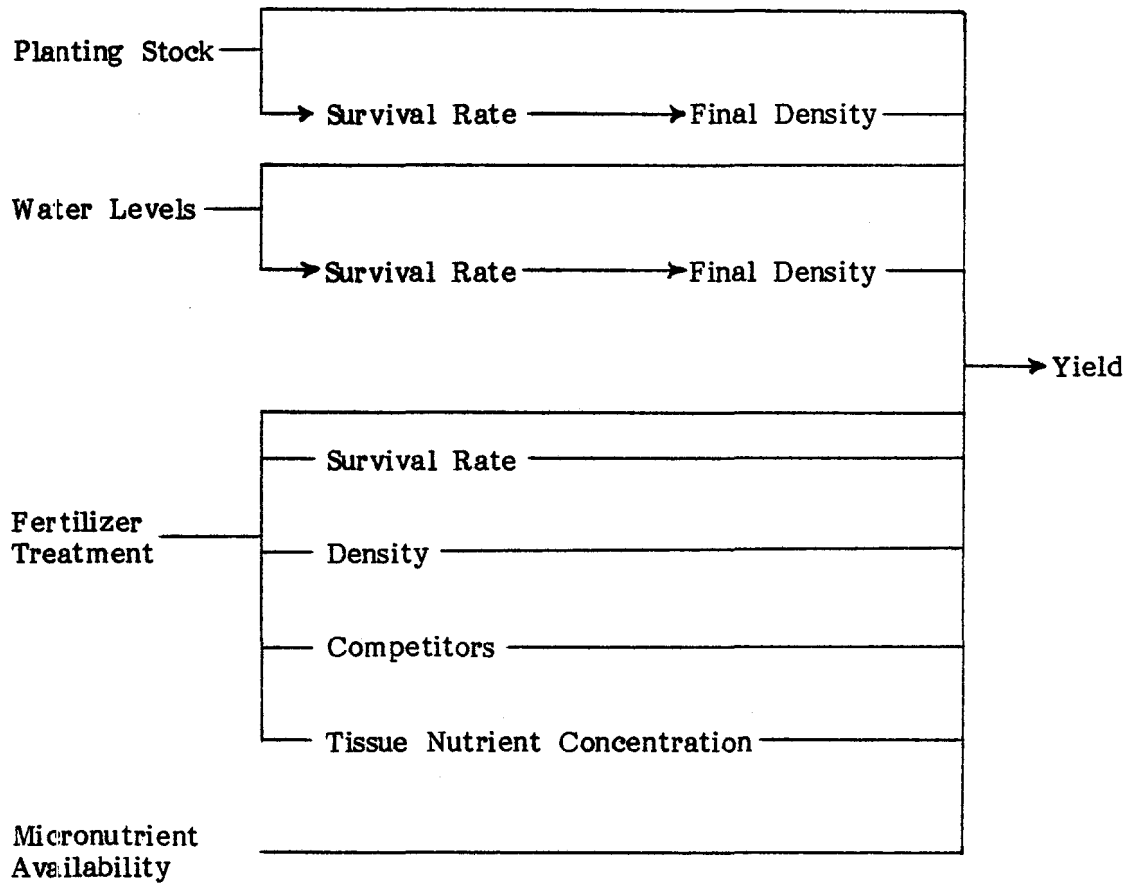 Planting Stock
Survival Rate
Final Density
Water Levels
Survival Rate
Final Density
Yield
Survival Rate
Fertilizer
Treatment
Density
Competitors
Tissue Nutrient Concentration
Micronutrient
Availability